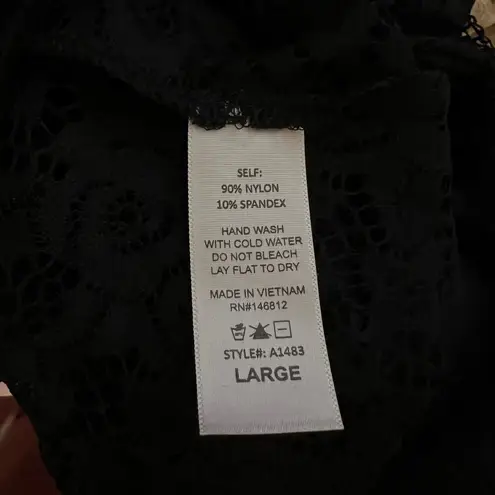 SELF:
90% NYLON
10% SPANDEX
HAND WASH
WITH COLD WATER
DO NOT BLEACH
LAY FLAT TO DRY
MADE IN VIETNAM
RN#146812
STYLE#: A1483
LARGE